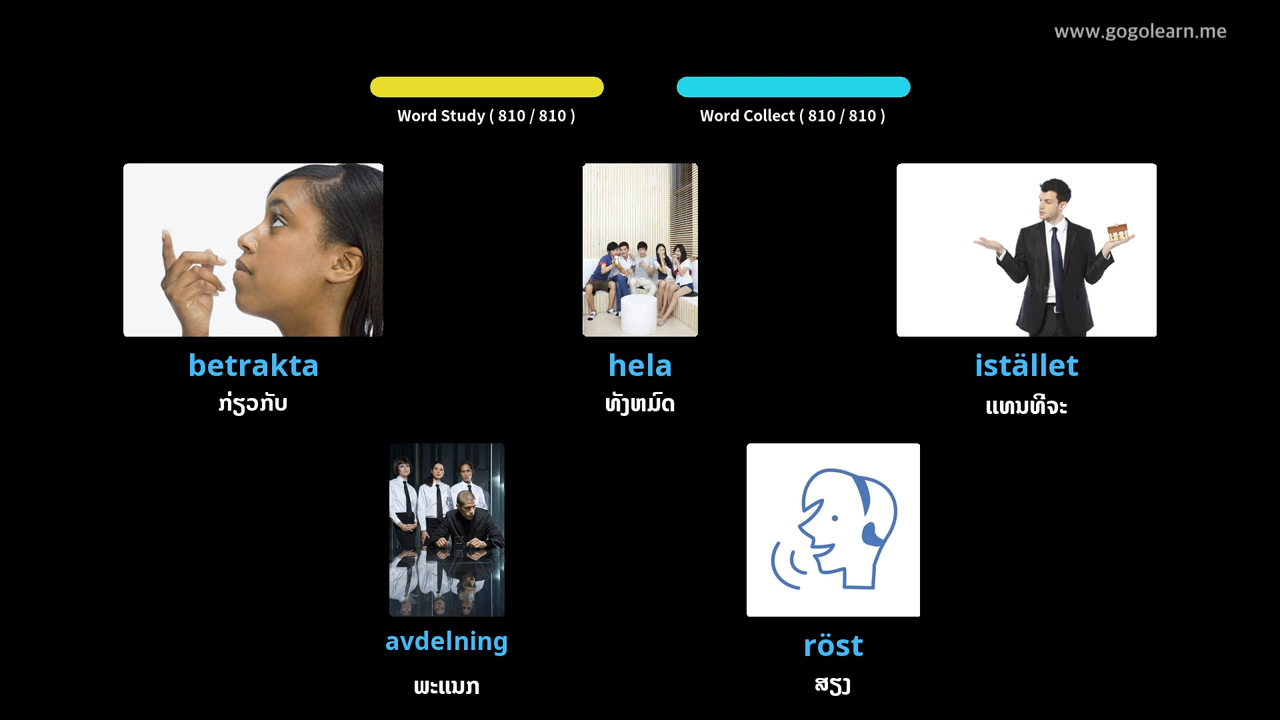 www.gogolearn.me
Word Study ( 810 / 810 )
Word Collect ( 810 / 810 )
betrakta
ກ່ຽວກັບ
hela
ທັງຫມົດ
istället
ແທນທີ່ຈະ
avdelning
ພະແນກ
röst
ສຽງ